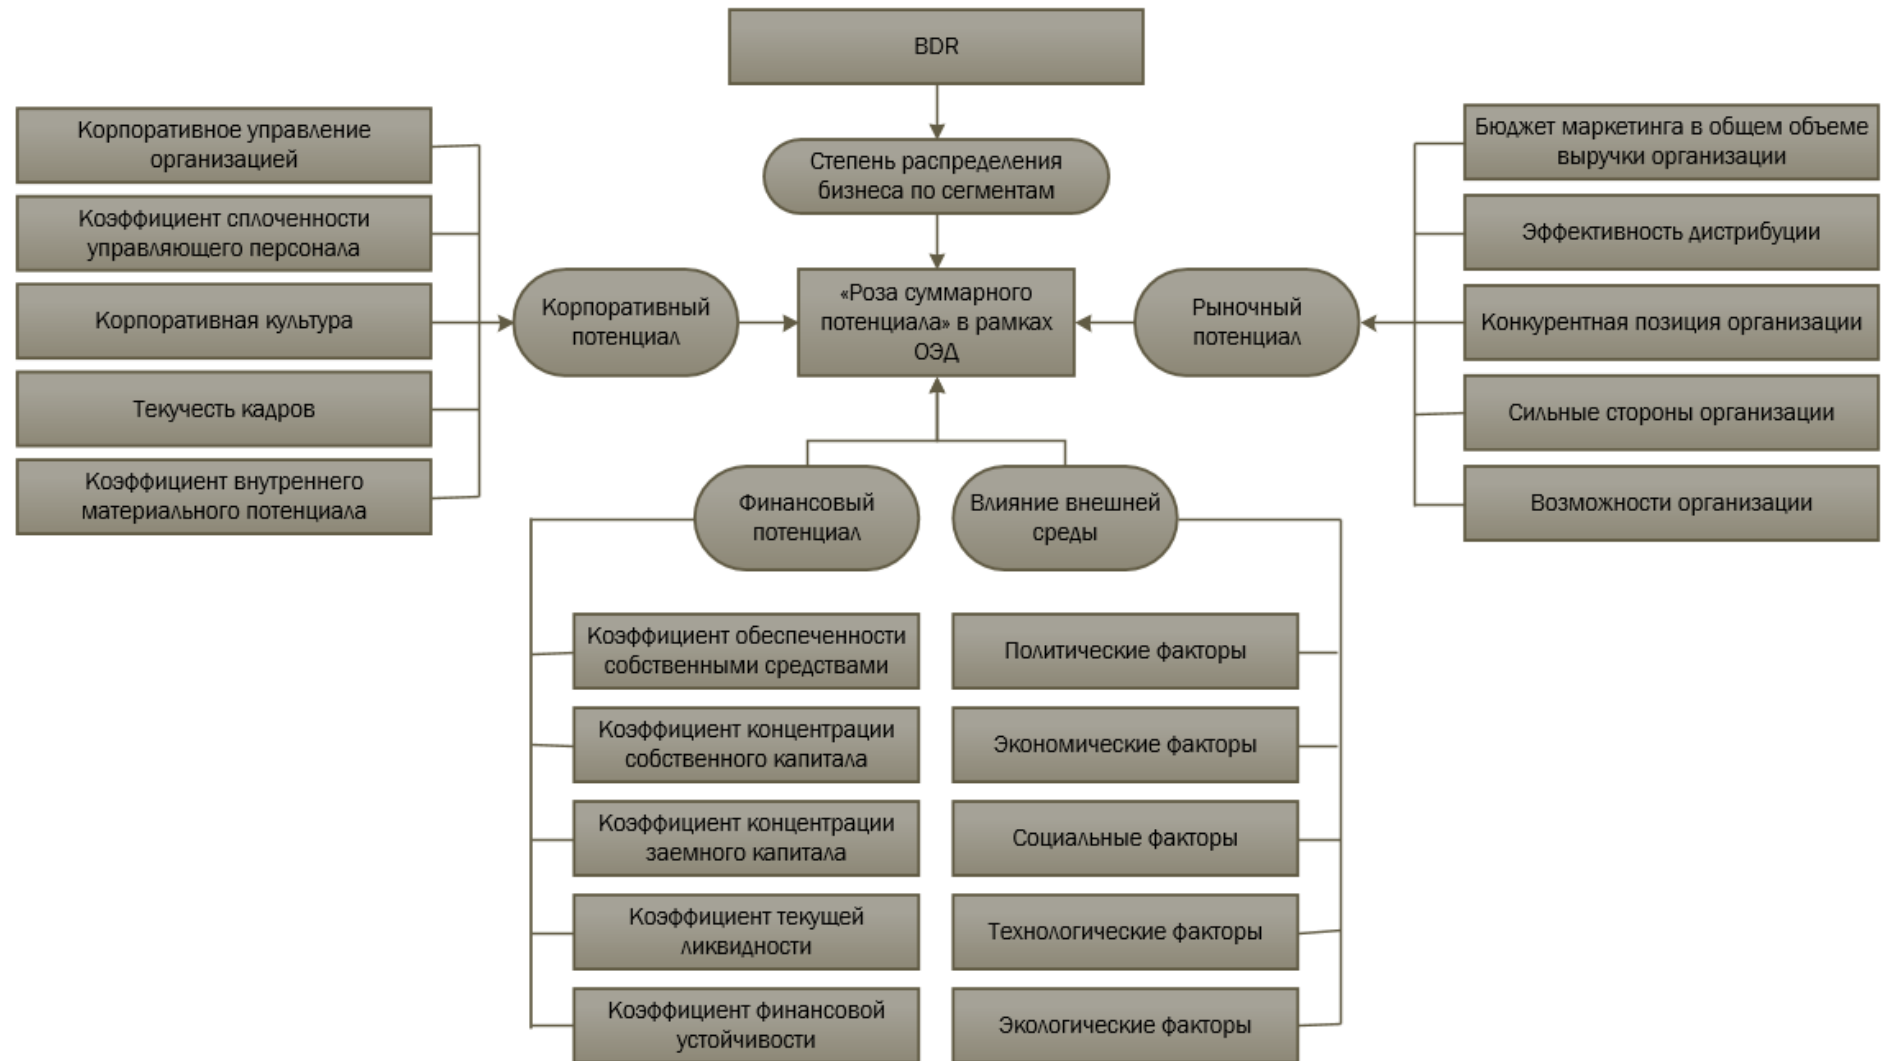 BDR
Степень распределения
бизнеса по сегментам
«Роза суммарного
потенциала» в рамках
ОЭД
Корпоративное управление
организацией
Коэффициент сплоченности
управляющего персонала
Корпоративная культура
Текучесть кадров
Коэффициент внутреннего
материального потенциала
Корпоративный
потенциал
Рыночный
потенциал
Бюджет маркетинга в общем объеме
выручки организации
Эффективность дистрибуции
Конкурентная позиция организации
Сильные стороны организации
Возможности организации
Финансовый
потенциал
Коэффициент обеспеченности
собственными средствами
Коэффициент концентрации
собственного капитала
Коэффициент концентрации
заемного капитала
Коэффициент текущей
ликвидности
Коэффициент финансовой
устойчивости
Влияние внешней
среды
Политические факторы
Экономические факторы
Социальные факторы
Технологические факторы
Экологические факторы